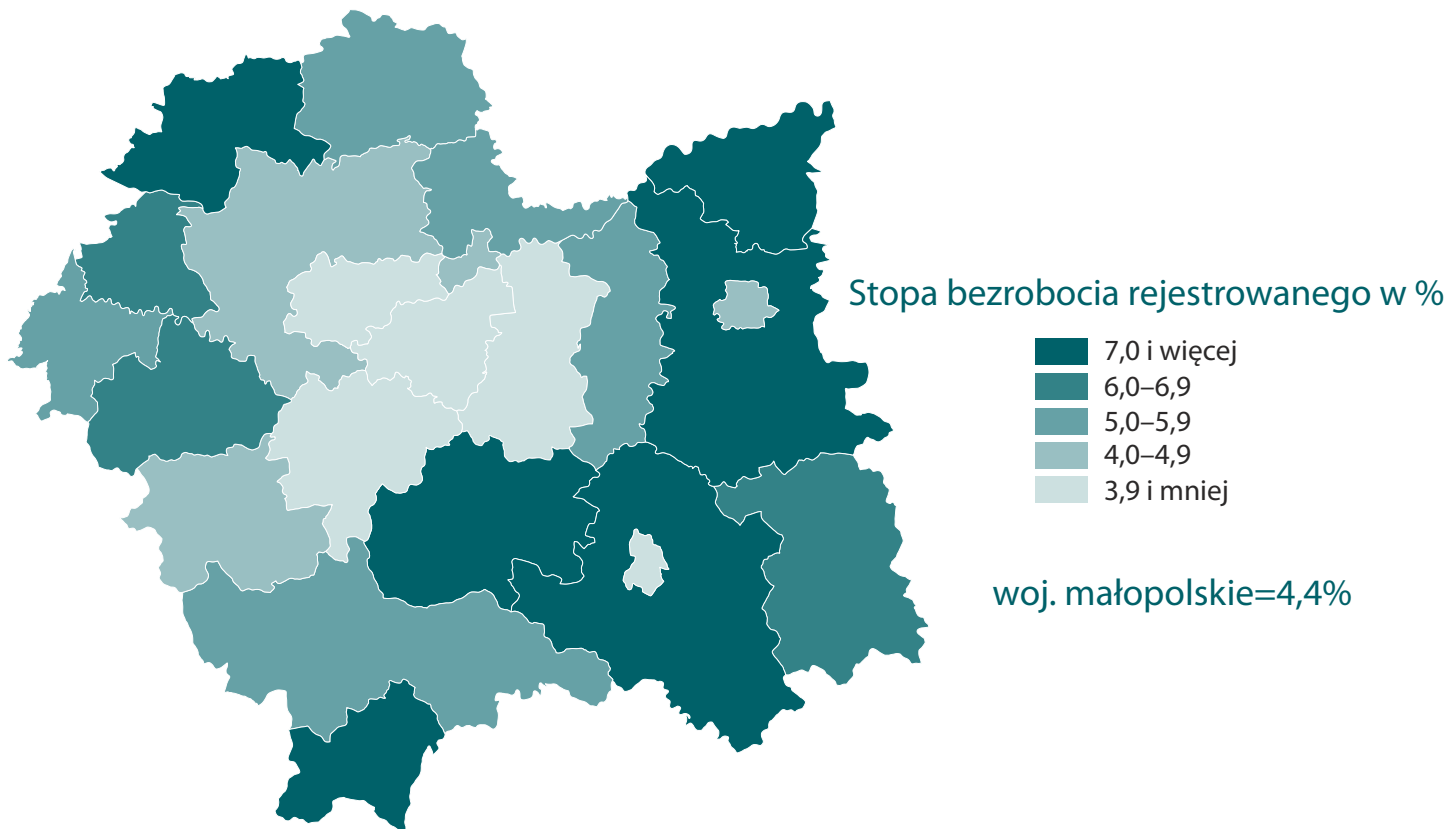 Stopa bezrobocia rejestrowanego w %
7,0 i więcej
6,0–6,9
5,0–5,9
4,0–4,9
3,9 i mniej
woj. małopolskie=4,4%